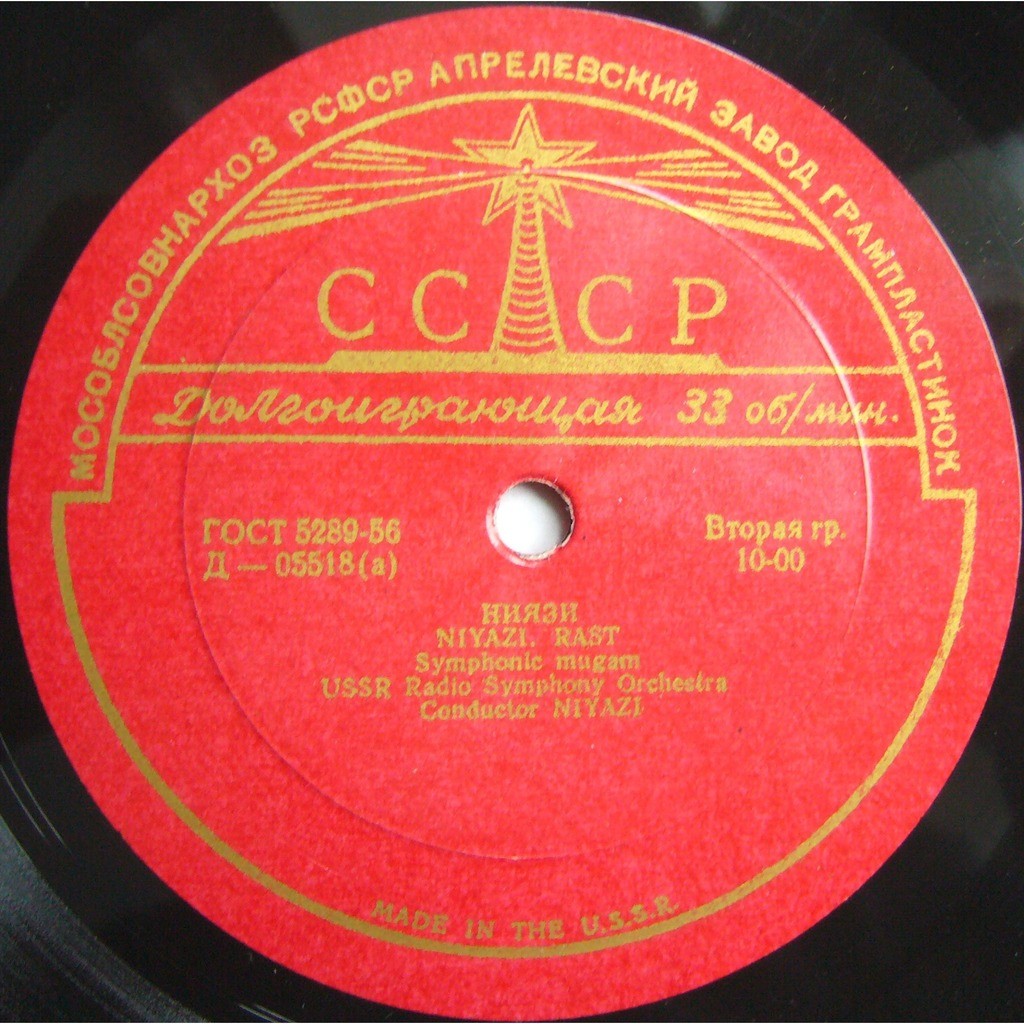 МОСОБЛСОВНАРХОЗ РСФСР АПРЕЛЕВСКИЙ ЗАВОД ГРАМПЛАСТИНОК
СССР
Долгоиграющая 33 об/мин.
ГОСТ 5289-56
Д — 05518(а)
Вторая гр.
10-00
НИЯЗИ
NIYAZI. RAST
Symphonic mugam
USSR Radio Symphony Orchestra
Conductor NIYAZI
MADE IN THE U.S.S.R.